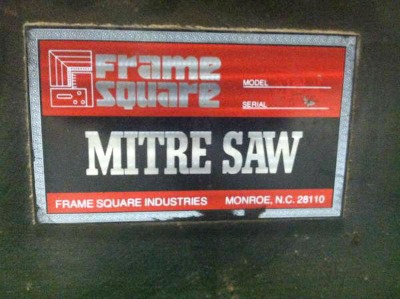 Frame
Square
MODEL
SERIAL
MITRE SAW
FRAME SQUARE INDUSTRIES MONROE, N.C. 28110